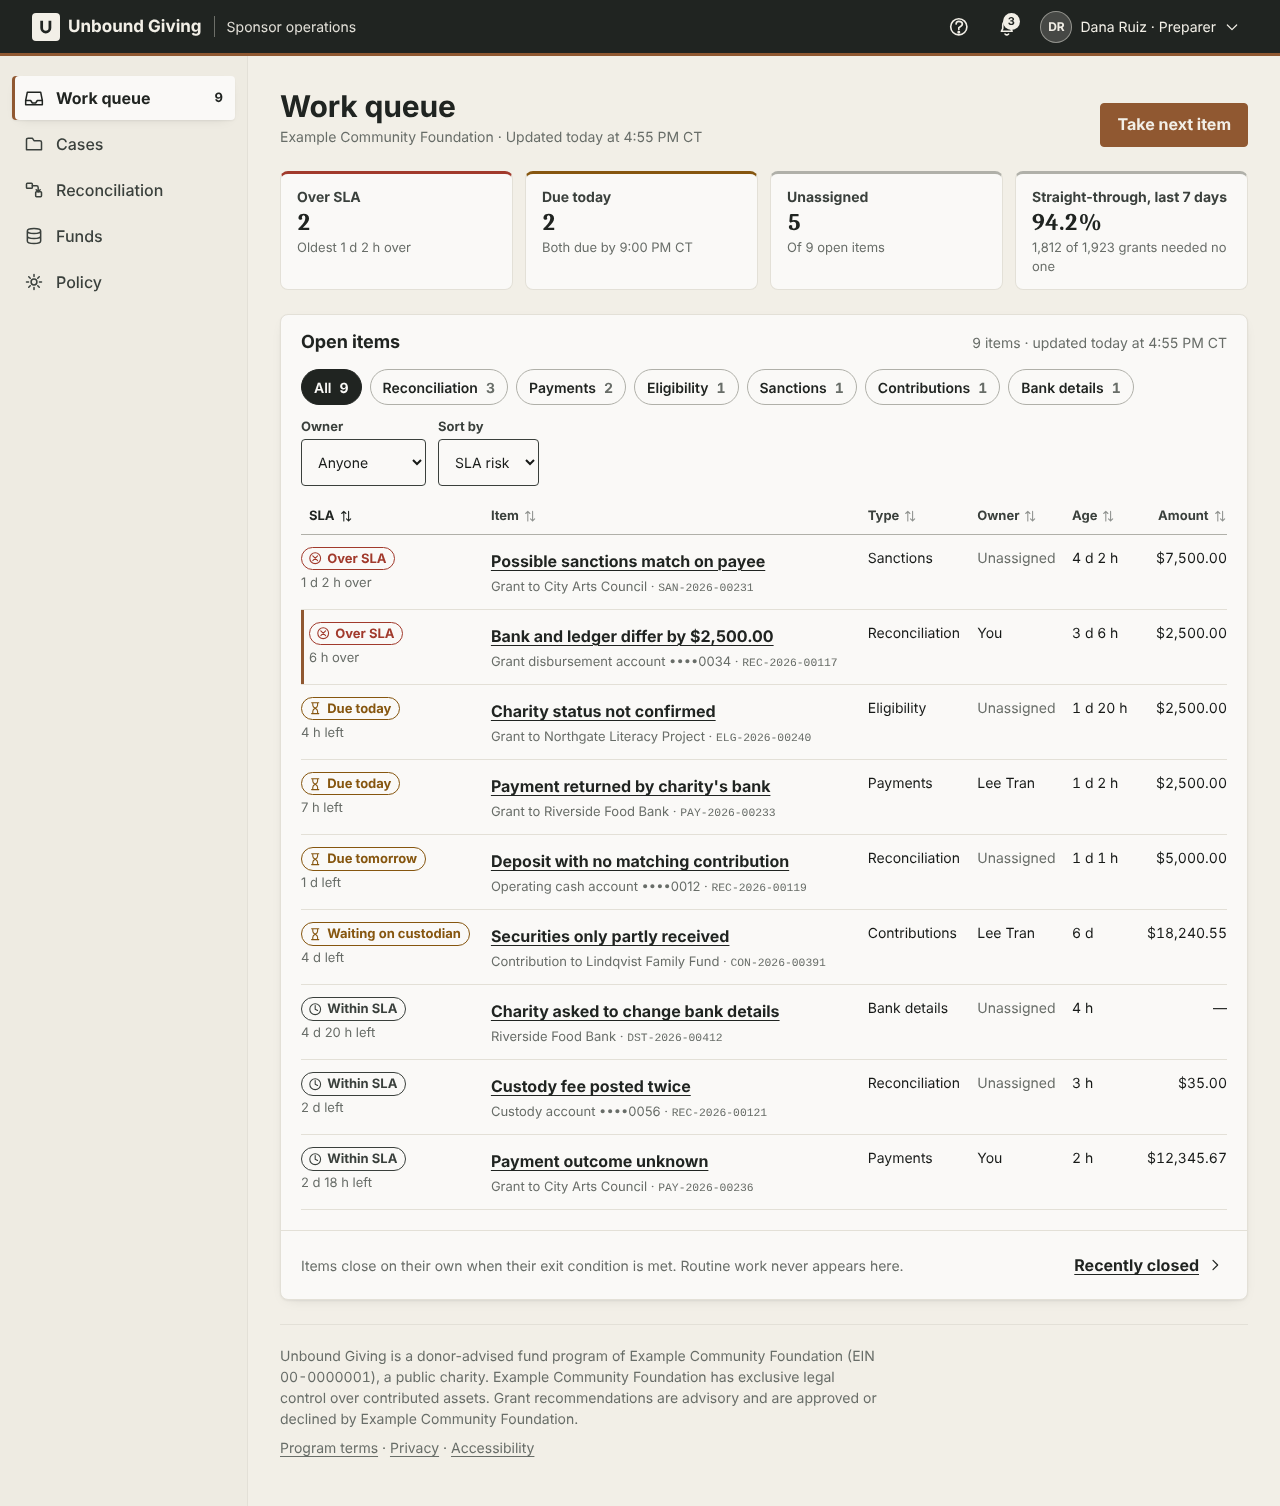 U Unbound Giving Sponsor operations 3 DR Dana Ruiz · Preparer
Work queue 9
Cases
Reconciliation
Funds
Policy
Work queue
Example Community Foundation · Updated today at 4:55 PM CT
Take next item
Over SLA
2
Oldest 1 d 2 h over
Due today
2
Both due by 9:00 PM CT
Unassigned
5
Of 9 open items
Straight-through, last 7 days
94.2%
1,812 of 1,923 grants needed no
one
Open items
9 items · updated today at 4:55 PM CT
All 9 Reconciliation 3 Payments 2 Eligibility 1 Sanctions 1 Contributions 1 Bank details 1
Owner Sort by
Anyone SLA risk
SLA Item Type Owner Age Amount
Over SLA Possible sanctions match on payee Sanctions Unassigned 4 d 2 h $7,500.00
1 d 2 h over Grant to City Arts Council · SAN-2026-00231
Over SLA Bank and ledger differ by $2,500.00 Reconciliation You 3 d 6 h $2,500.00
6 h over Grant disbursement account ••••0034 · REC-2026-00117
Due today Charity status not confirmed Eligibility Unassigned 1 d 20 h $2,500.00
4 h left Grant to Northgate Literacy Project · ELG-2026-00240
Due today Payment returned by charity's bank Payments Lee Tran 1 d 2 h $2,500.00
7 h left Grant to Riverside Food Bank · PAY-2026-00233
Due tomorrow Deposit with no matching contribution Reconciliation Unassigned 1 d 1 h $5,000.00
1 d left Operating cash account ••••0012 · REC-2026-00119
Waiting on custodian Securities only partly received Contributions Lee Tran 6 d $18,240.55
4 d left Contribution to Lindqvist Family Fund · CON-2026-00391
Within SLA Charity asked to change bank details Bank details Unassigned 4 h —
4 d 20 h left Riverside Food Bank · DST-2026-00412
Within SLA Custody fee posted twice Reconciliation Unassigned 3 h $35.00
2 d left Custody account ••••0056 · REC-2026-00121
Within SLA Payment outcome unknown Payments You 2 h $12,345.67
2 d 18 h left Grant to City Arts Council · PAY-2026-00236
Items close on their own when their exit condition is met. Routine work never appears here. Recently closed
Unbound Giving is a donor-advised fund program of Example Community Foundation (EIN
00-0000001), a public charity. Example Community Foundation has exclusive legal
control over contributed assets. Grant recommendations are advisory and are approved or
declined by Example Community Foundation.
Program terms · Privacy · Accessibility